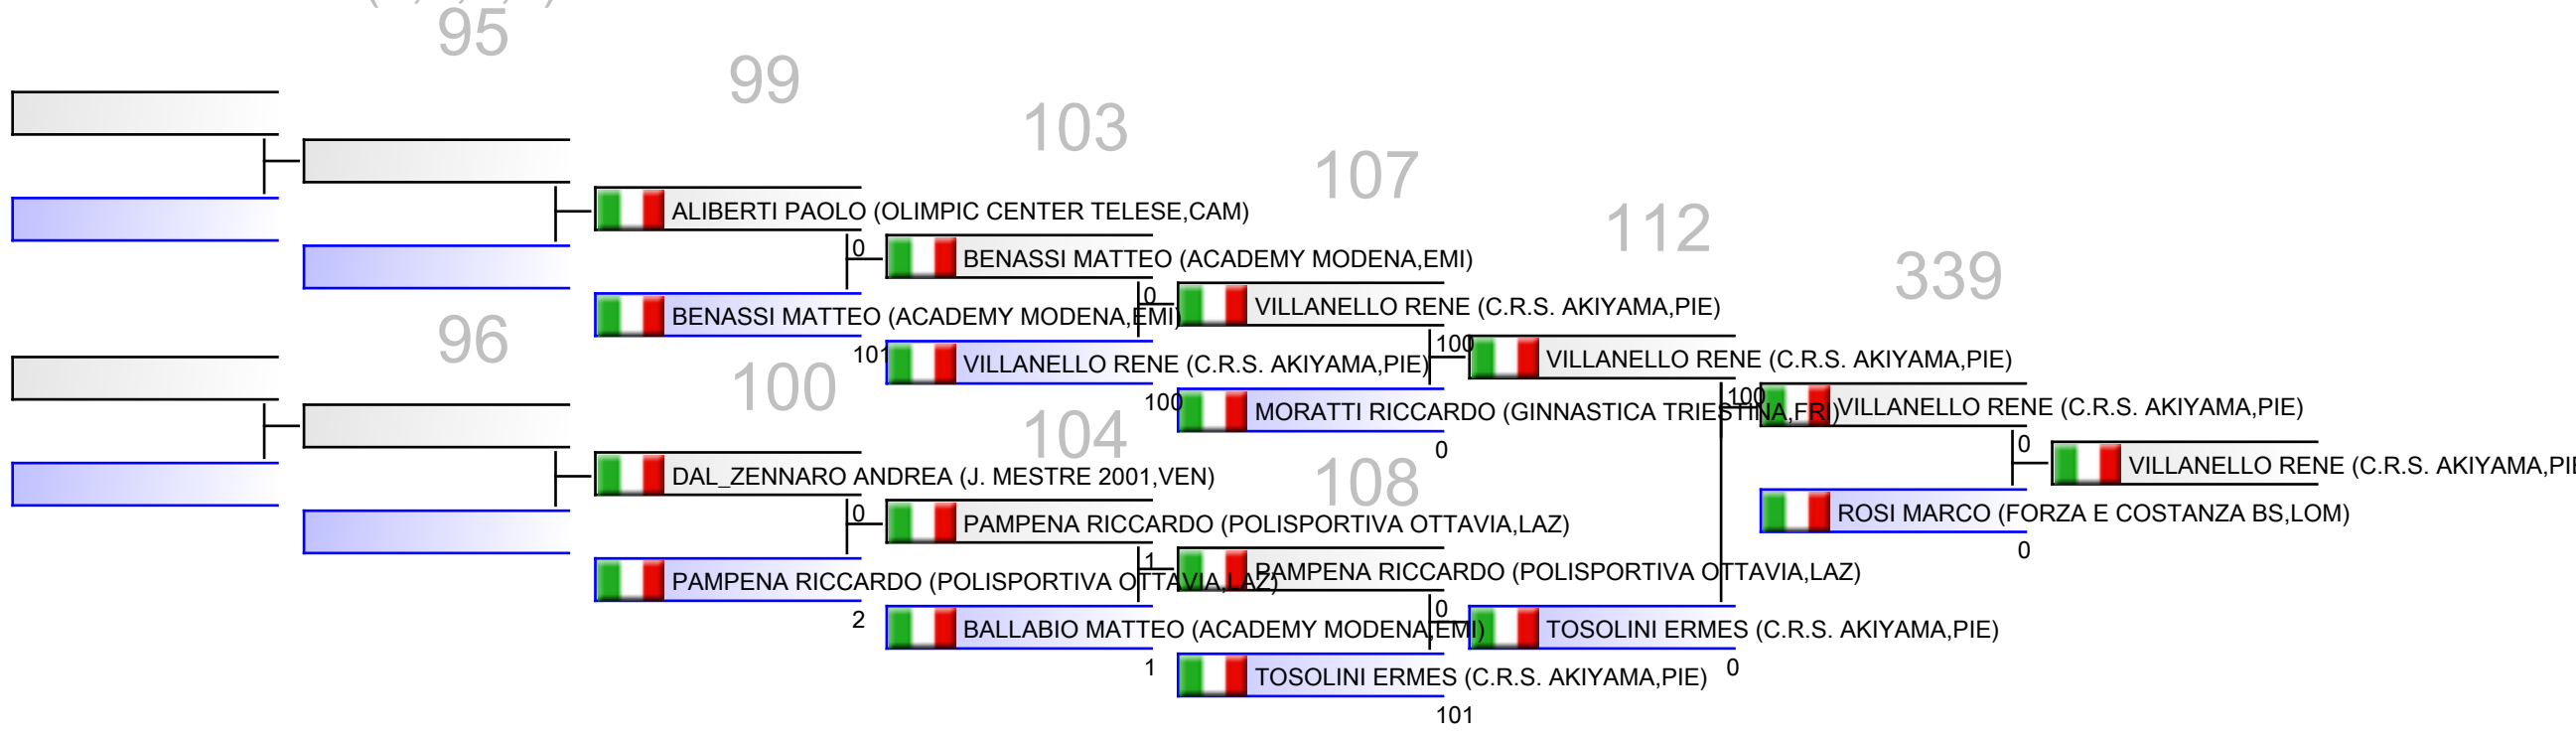 95
99
103
107
112
339
ALIBERTI PAOLO (OLIMPIC CENTER TELESE,CAM)
0
BENASSI MATTEO (ACADEMY MODENA,EMI)
BENASSI MATTEO (ACADEMY MODENA,EMI)
101
0
VILLANELLO RENE (C.R.S. AKIYAMA,PIE)
VILLANELLO RENE (C.R.S. AKIYAMA,PIE)
100
100
VILLANELLO RENE (C.R.S. AKIYAMA,PIE)
MORATTI RICCARDO (GINNASTICA TRIESTINA,FRI)
0
100
VILLANELLO RENE (C.R.S. AKIYAMA,PIE)
0
VILLANELLO RENE (C.R.S. AKIYAMA,PIE
ROSI MARCO (FORZA E COSTANZA BS,LOM)
0
96
100
104
108
DAL_ZENNARO ANDREA (J. MESTRE 2001,VEN)
0
PAMPENA RICCARDO (POLISPORTIVA OTTAVIA,LAZ)
PAMPENA RICCARDO (POLISPORTIVA OTTAVIA,LAZ)
2
1
PAMPENA RICCARDO (POLISPORTIVA OTTAVIA,LAZ)
BALLABIO MATTEO (ACADEMY MODENA,EMI)
1
0
TOSOLINI ERMES (C.R.S. AKIYAMA,PIE)
0
TOSOLINI ERMES (C.R.S. AKIYAMA,PIE)
101